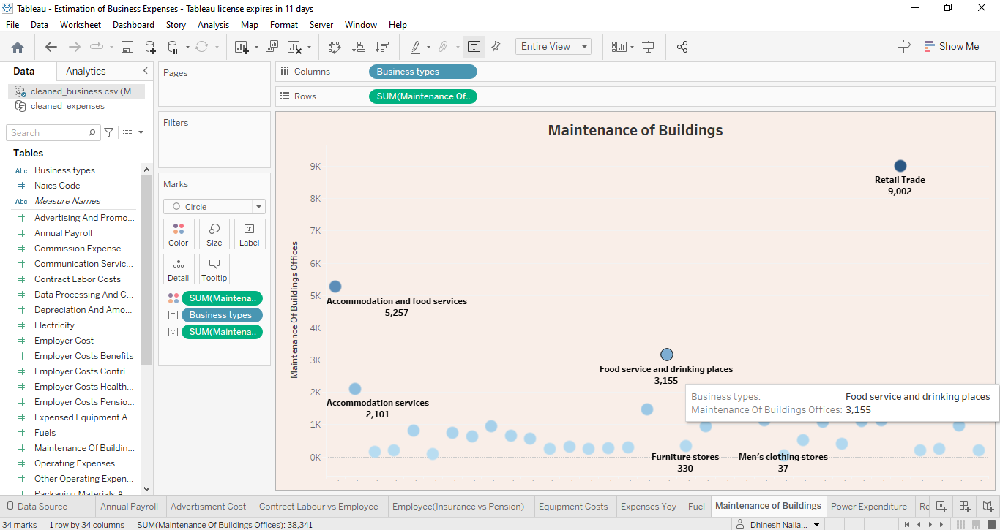 Tableau - Estimation of Business Expenses - Tableau license expires in 11 days
File Data Worksheet Dashboard Story Analysis Map Format Server Window Help
Entire View
Show Me
Data Analytics
cleaned_business.csv (M...
cleaned_expenses
Search
Tables
Abc Business types
# Naics Code
Abc Measure Names
# Advertising And Promo...
# Annual Payroll
# Commission Expense ...
# Communication Servic...
# Contract Labor Costs
# Data Processing And C...
# Depreciation And Amo...
# Electricity
# Employer Cost
# Employer Costs Benefits
# Employer Costs Contri...
# Employer Costs Health...
# Employer Costs Pensio...
# Expensed Equipment A...
# Fuels
# Maintenance Of Buildin...
# Operating Expenses
# Other Operating Expen...
# Packaging Materials A...
Pages
Filters
Marks
Circle
Color Size Label
Detail Tooltip
SUM(Maintena..
Business types
SUM(Maintena..
Columns Business types
Rows SUM(Maintenance Of..
Maintenance of Buildings
Maintenance Of Buildings Offices
9K
8K
7K
6K
5K
4K
3K
2K
1K
0K
Retail Trade
9,002
Accommodation and food services
5,257
Food service and drinking places
3,155
Accommodation services
2,101
Business types: Food service and drinking places
Maintenance Of Buildings Offices: 3,155
Furniture stores
330
Men's clothing stores
37
Data Source Annual Payroll Advertisment Cost Contrect Labour vs Employee Employee(Insurance vs Pension) Equipment Costs Expenses Yoy Fuel Maintenance of Buildings Power Expenditure Re
34 marks 1 row by 34 columns SUM(Maintenance Of Buildings Offices): 38,341 Dhinesh Nalla...